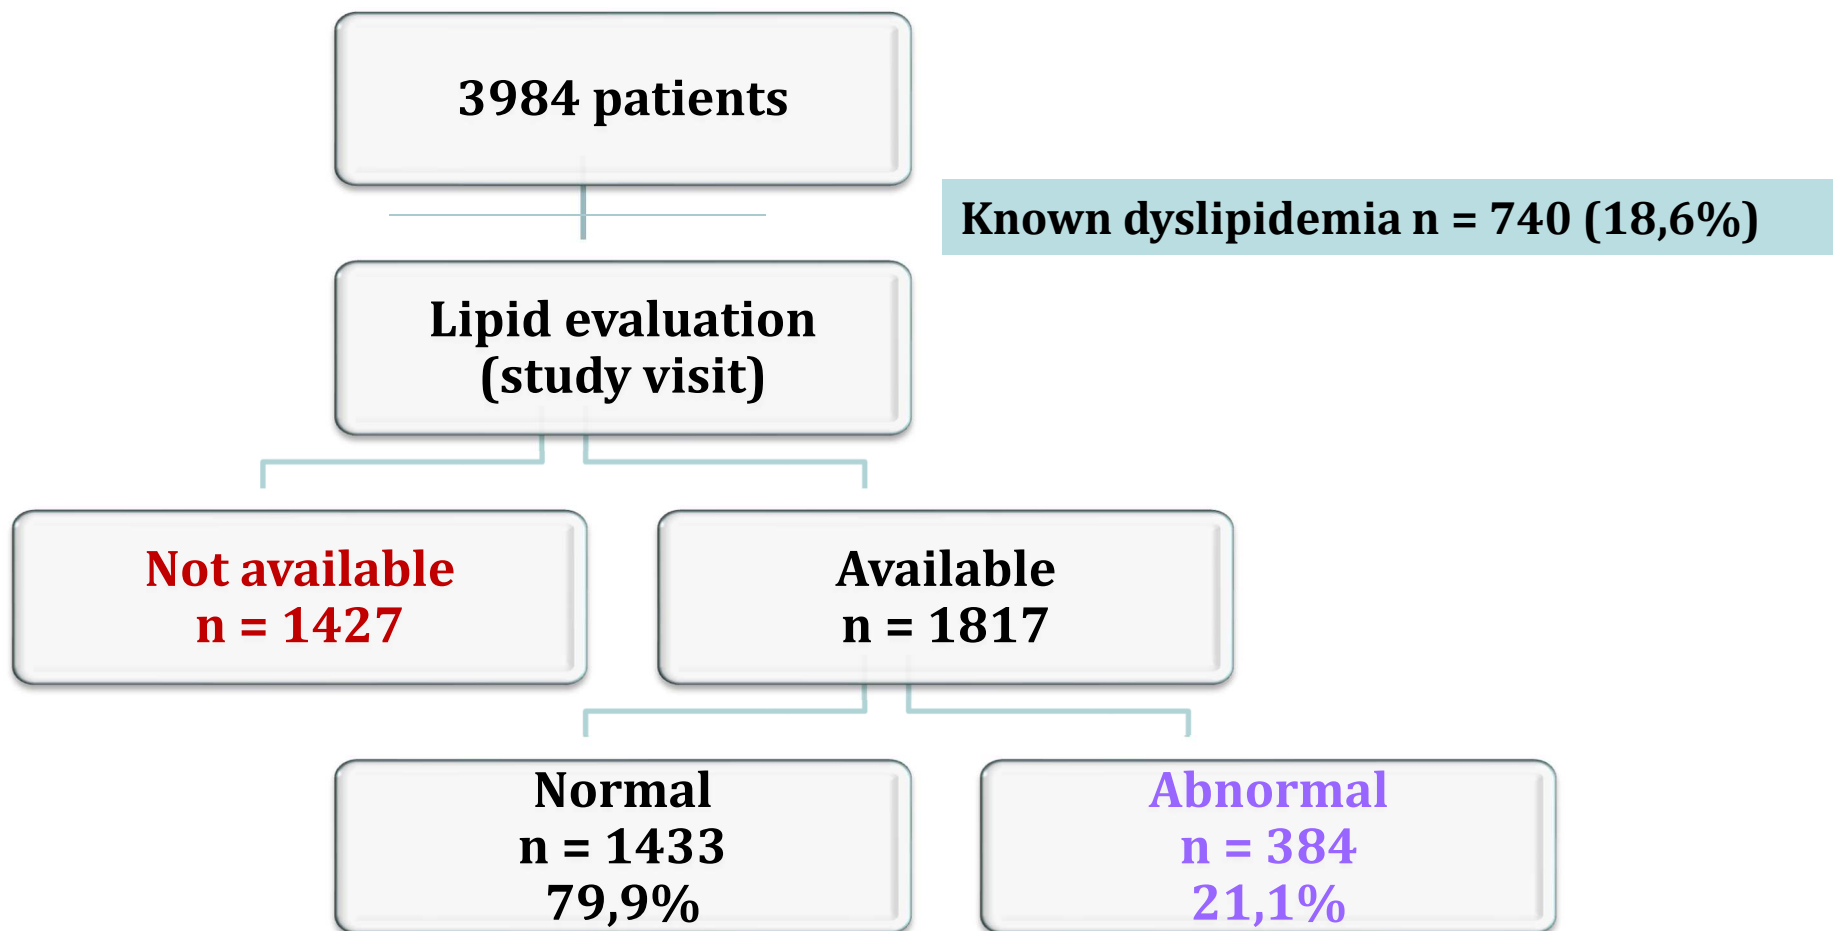 3984 patients
Known dyslipidemia n = 740 (18,6%)
Lipid evaluation
(study visit)
Not available
n = 1427
Available
n = 1817
Normal
n = 1433
79,9%
Abnormal
n = 384
21,1%